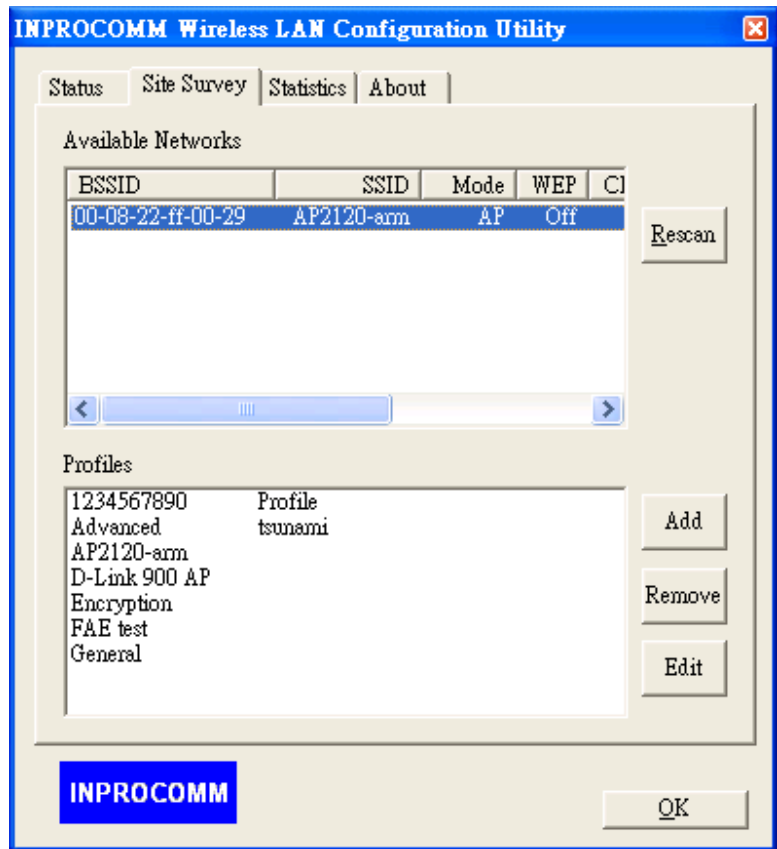 INPROCOMM Wireless LAN Configuration Utility
Status Site Survey Statistics About
Available Networks
BSSID SSID Mode WEP
00-08-22-ff-00-29 AP2120-arm AP Off
Rescan
Profiles
1234567890 Profile
Advanced tsunami
AP2120-arm
D-Link 900 AP
Encryption
FAE test
General
Add
Remove
Edit
INPROCOMM
OK